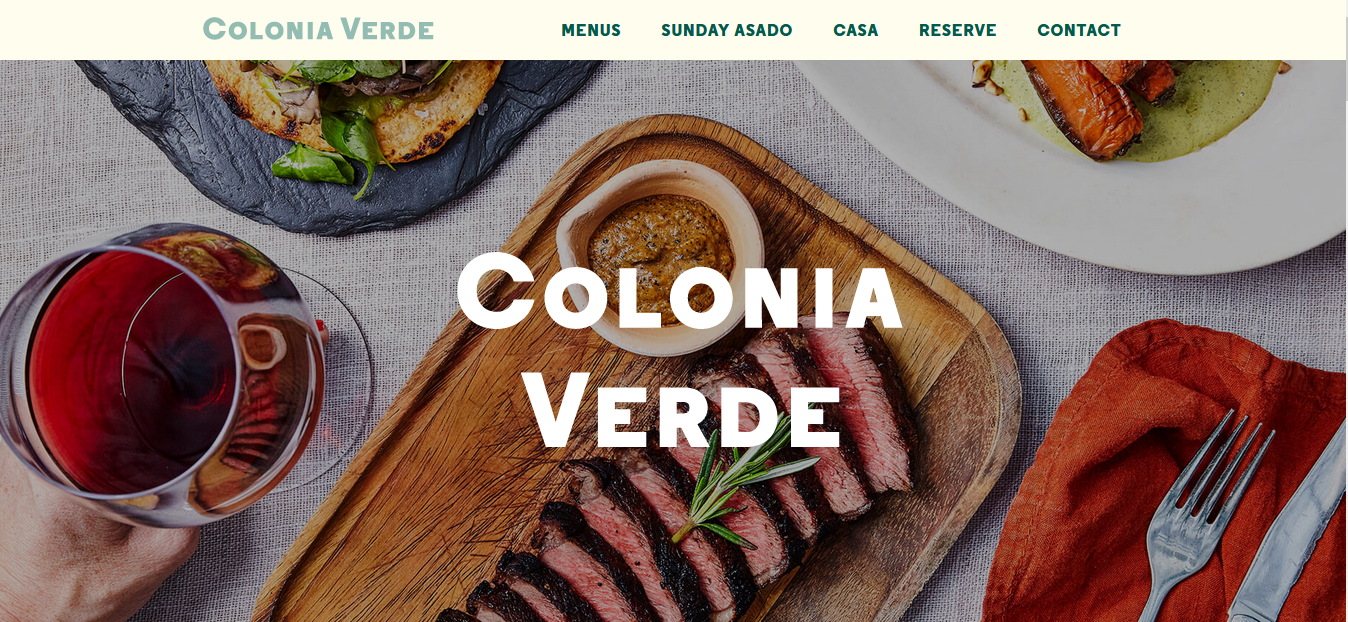 Colonia Verde
MENUS
SUNDAY ASADO
CASA
RESERVE
CONTACT
Colonia
Verde